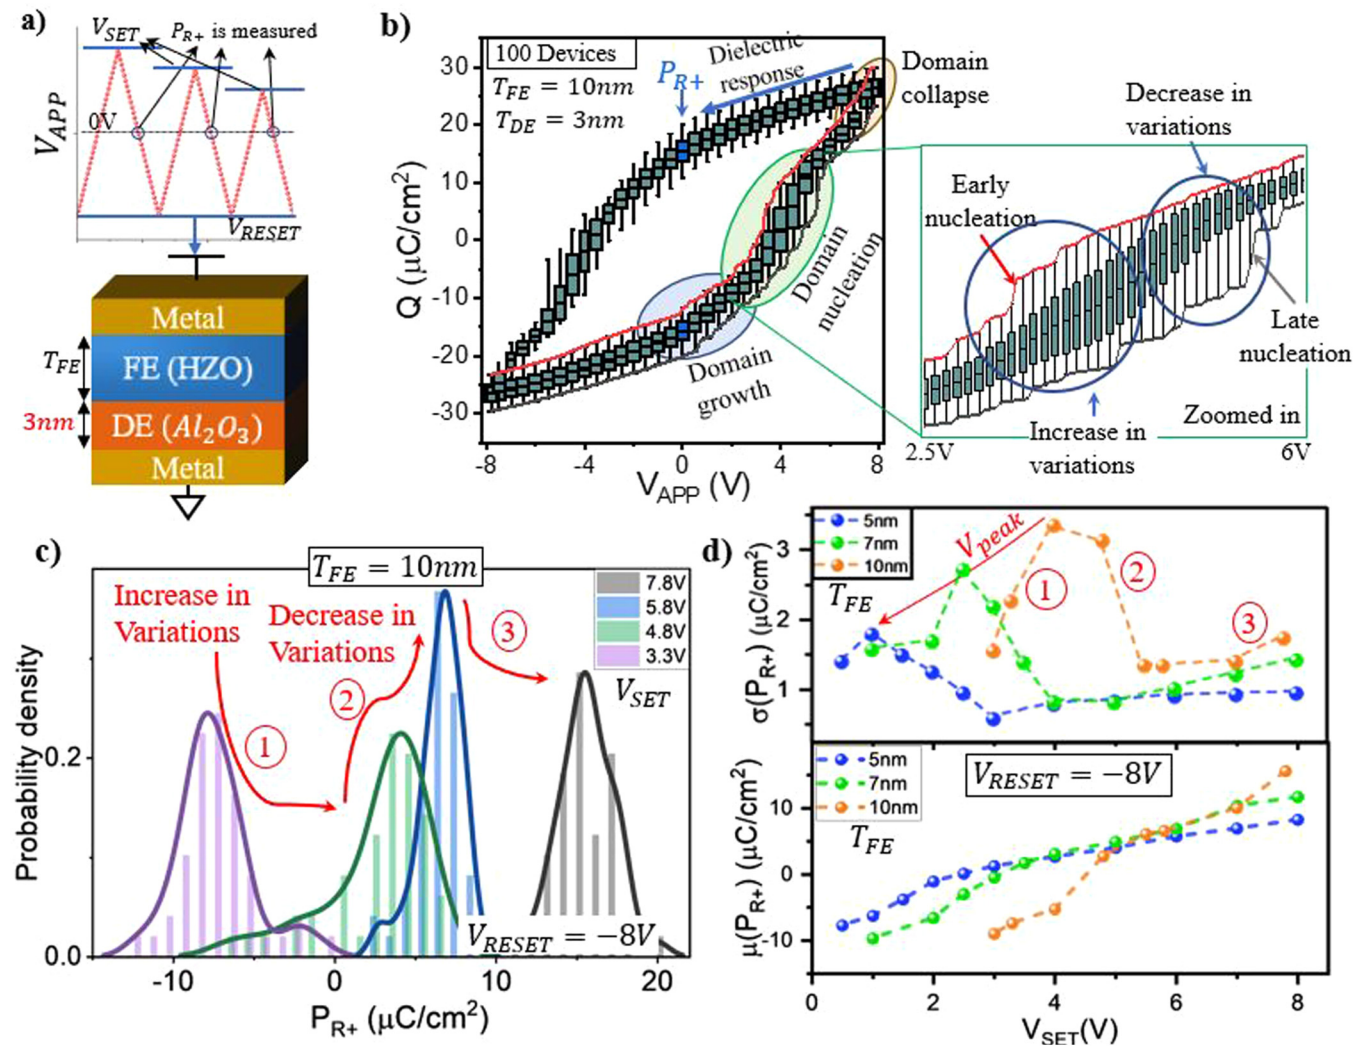 a)
V_SET
P_R+ is measured
V_APP
0V
V_RESET
Metal
T_FE
FE (HZO)
3nm
DE (Al₂O₃)
Metal
b)
100 Devices
T_FE = 10nm
T_DE = 3nm
P_R+
Dielectric
response
Domain
collapse
Domain
nucleation
Domain
growth
Q (μC/cm²)
30
20
10
0
-10
-20
-30
-8
-4
0
4
8
V_APP (V)
Decrease in
variations
Early
nucleation
Late
nucleation
Increase in
variations
Zoomed in
2.5V
6V
c)
T_FE = 10nm
Increase in
Variations
Decrease in
Variations
1
2
3
7.8V
5.8V
4.8V
3.3V
V_SET
V_RESET = −8V
Probability density
0.2
0.0
-10
0
10
20
P_R+ (μC/cm²)
d)
5nm
7nm
10nm
T_FE
V_peak
1
2
3
σ(P_R+) (μC/cm²)
3
2
1
5nm
7nm
10nm
T_FE
V_RESET = −8V
μ(P_R+) (μC/cm²)
10
0
-10
0
2
4
6
8
V_SET(V)